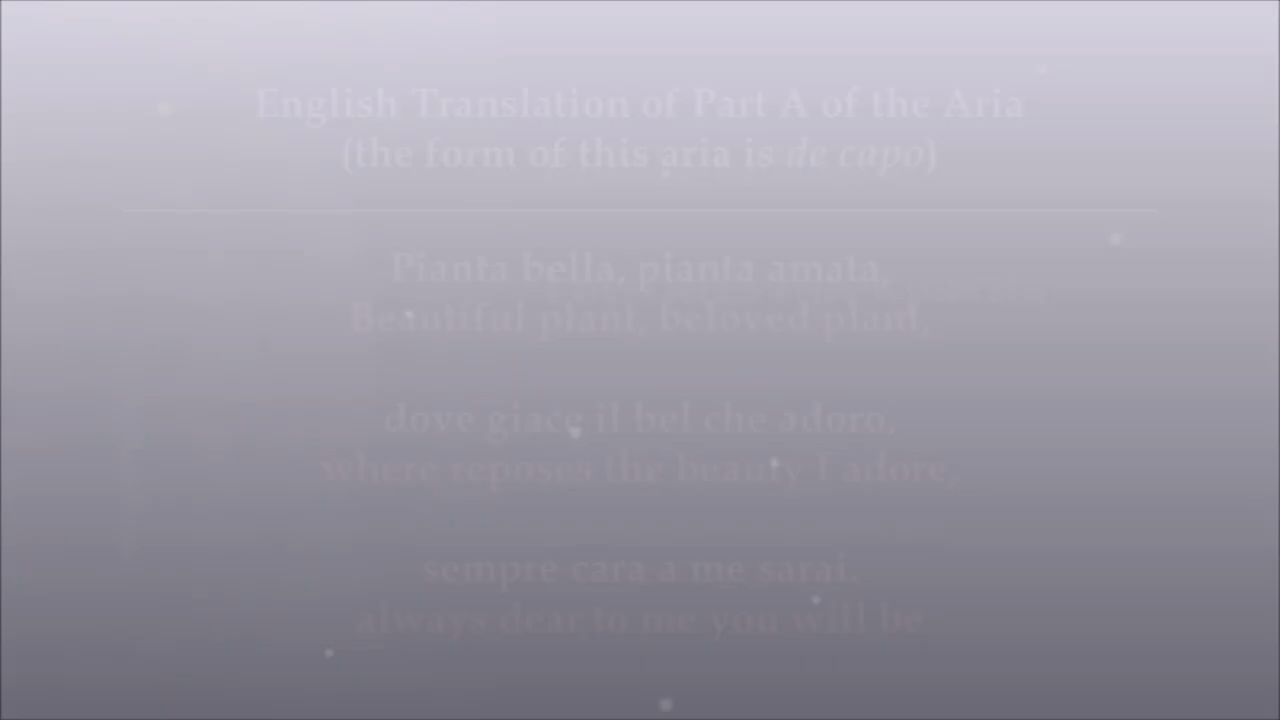 English Translation of Part A of the Aria
(the form of this aria is de capo)
Pianta bella, pianta amata,
Beautiful plant, beloved plant,
dove giace il bel che adoro,
where reposes the beauty I adore,
sempre cara a me sarai.
always dear to me you will be